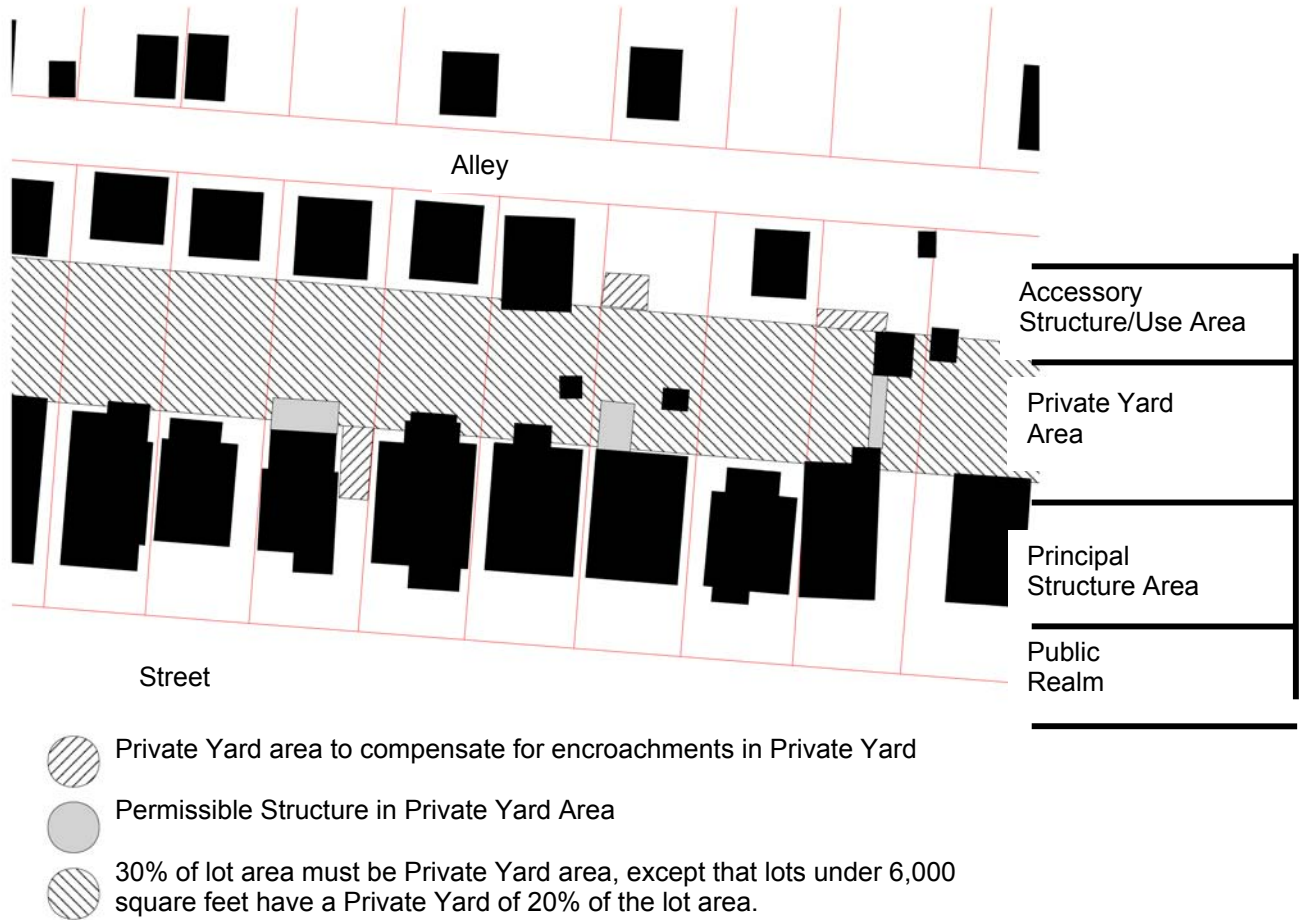 Alley
Accessory
Structure/Use Area
Private Yard
Area
Principal
Structure Area
Public
Realm
Street
Private Yard area to compensate for encroachments in Private Yard
Permissible Structure in Private Yard Area
30% of lot area must be Private Yard area, except that lots under 6,000
square feet have a Private Yard of 20% of the lot area.